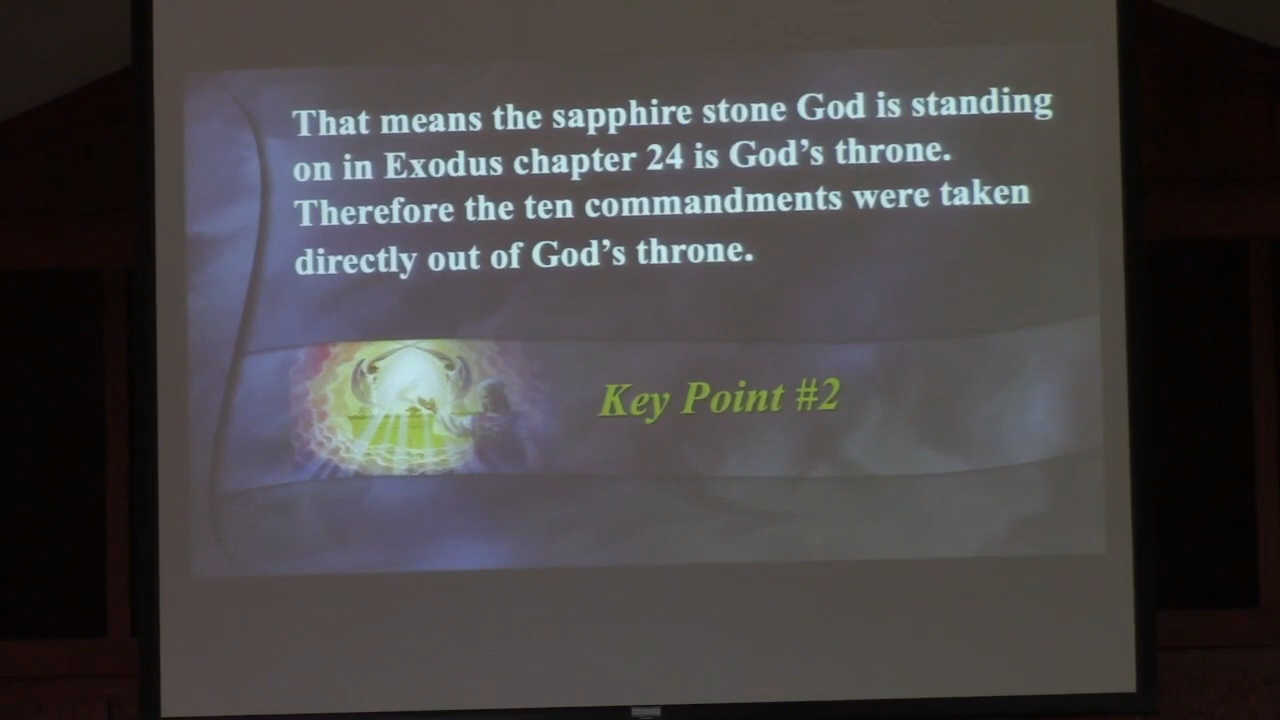 That means the sapphire stone God is standing
on in Exodus chapter 24 is God’s throne.
Therefore the ten commandments were taken
directly out of God’s throne.
Key Point #2